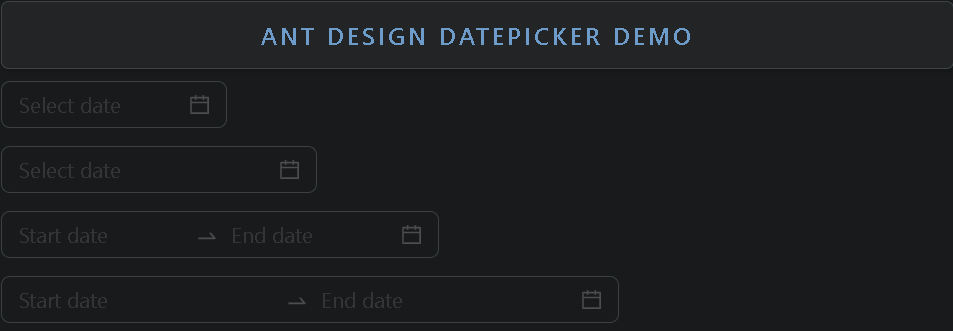 ANT DESIGN DATEPICKER DEMO
Select date
Select date
Start date → End date
Start date → End date